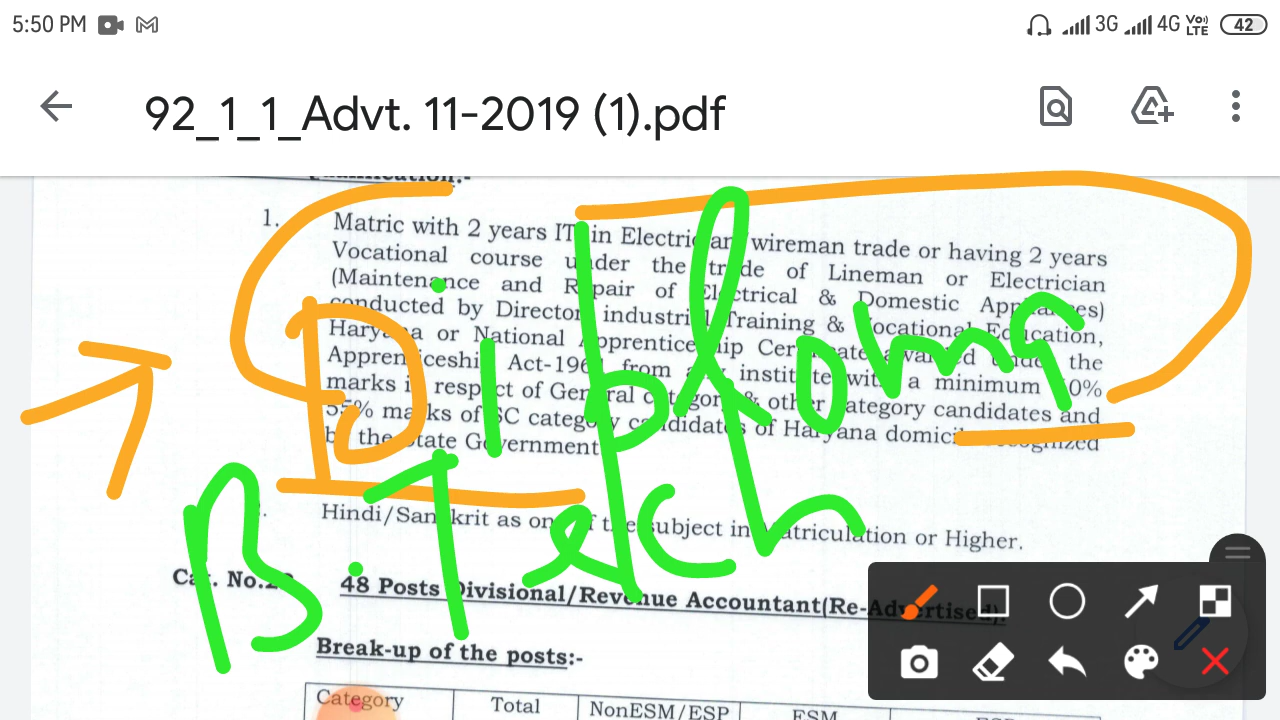 5:50 PM 3G 4G Vo) LTE 42
92_1_1_Advt. 11-2019 (1).pdf
1. Matric with 2 years ITI in Electrician/ wireman trade or having 2 years
Vocational course under the trade of Lineman or Electrician
(Maintenance and Repair of Electrical & Domestic Appliances)
conducted by Director industrial Training & Vocational Education,
Haryana or National Apprenticeship Certificate awarded under the
Apprenticeship Act-1961 from any institute with a minimum 60%
marks in respect of General category & other category candidates and
55% marks of SC category candidates of Haryana domicile recognized
by the State Government
Diploma
B.Tech
2. Hindi/Sanskrit as one of the subject in Matriculation or Higher.
Cat. No. 48 Posts Divisional/Revenue Accountant(Re-Advertised).
Break-up of the posts:-
Category Total NonESM/ESP ESM